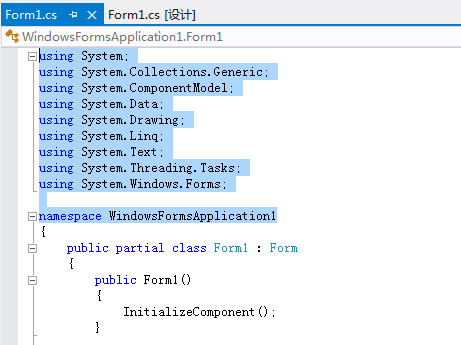 Form1.cs Form1.cs [设计]
WindowsFormsApplication1.Form1
using System;
using System.Collections.Generic;
using System.ComponentModel;
using System.Data;
using System.Drawing;
using System.Linq;
using System.Text;
using System.Threading.Tasks;
using System.Windows.Forms;
namespace WindowsFormsApplication1
{
public partial class Form1 : Form
{
public Form1()
{
InitializeComponent();
}